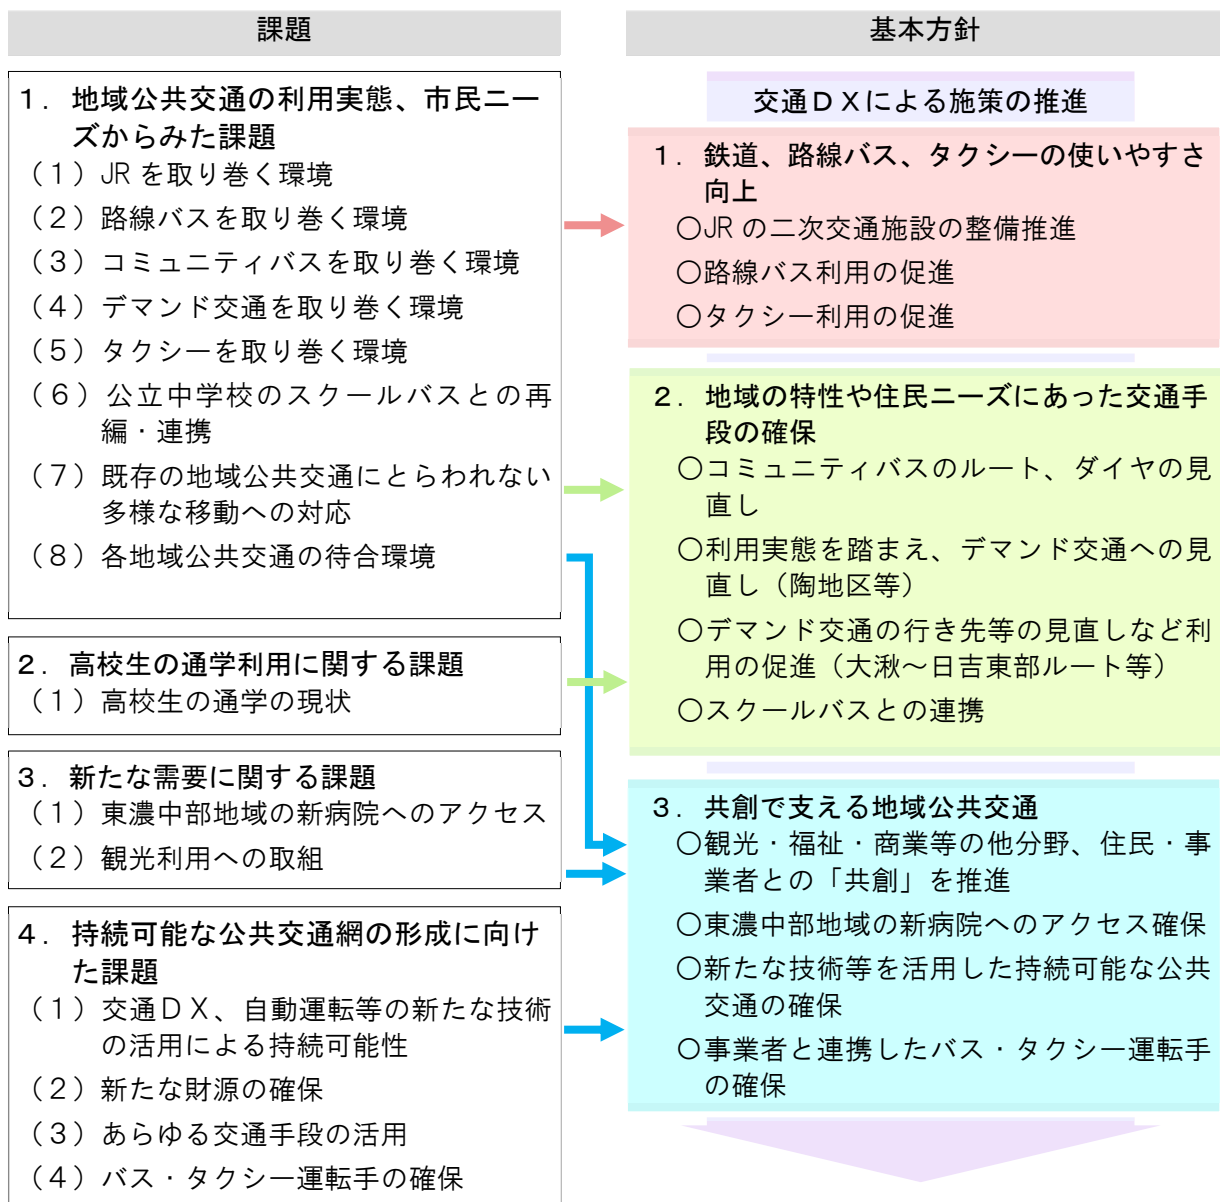 課題
1．地域公共交通の利用実態、市民ニー
ズからみた課題
（1）JRを取り巻く環境
（2）路線バスを取り巻く環境
（3）コミュニティバスを取り巻く環境
（4）デマンド交通を取り巻く環境
（5）タクシーを取り巻く環境
（6）公立中学校のスクールバスとの再
編・連携
（7）既存の地域公共交通にとらわれない
多様な移動への対応
（8）各地域公共交通の待合環境
2．高校生の通学利用に関する課題
（1）高校生の通学の現状
3．新たな需要に関する課題
（1）東濃中部地域の新病院へのアクセス
（2）観光利用への取組
4．持続可能な公共交通網の形成に向け
た課題
（1）交通ＤＸ、自動運転等の新たな技術
の活用による持続可能性
（2）新たな財源の確保
（3）あらゆる交通手段の活用
（4）バス・タクシー運転手の確保
基本方針
交通ＤＸによる施策の推進
1．鉄道、路線バス、タクシーの使いやすさ
向上
○JRの二次交通施設の整備推進
○路線バス利用の促進
○タクシー利用の促進
2．地域の特性や住民ニーズにあった交通手
段の確保
○コミュニティバスのルート、ダイヤの見
直し
○利用実態を踏まえ、デマンド交通への見
直し（陶地区等）
○デマンド交通の行き先等の見直しなど利
用の促進（大湫～日吉東部ルート等）
○スクールバスとの連携
3．共創で支える地域公共交通
○観光・福祉・商業等の他分野、住民・事
業者との「共創」を推進
○東濃中部地域の新病院へのアクセス確保
○新たな技術等を活用した持続可能な公共
交通の確保
○事業者と連携したバス・タクシー運転手
の確保